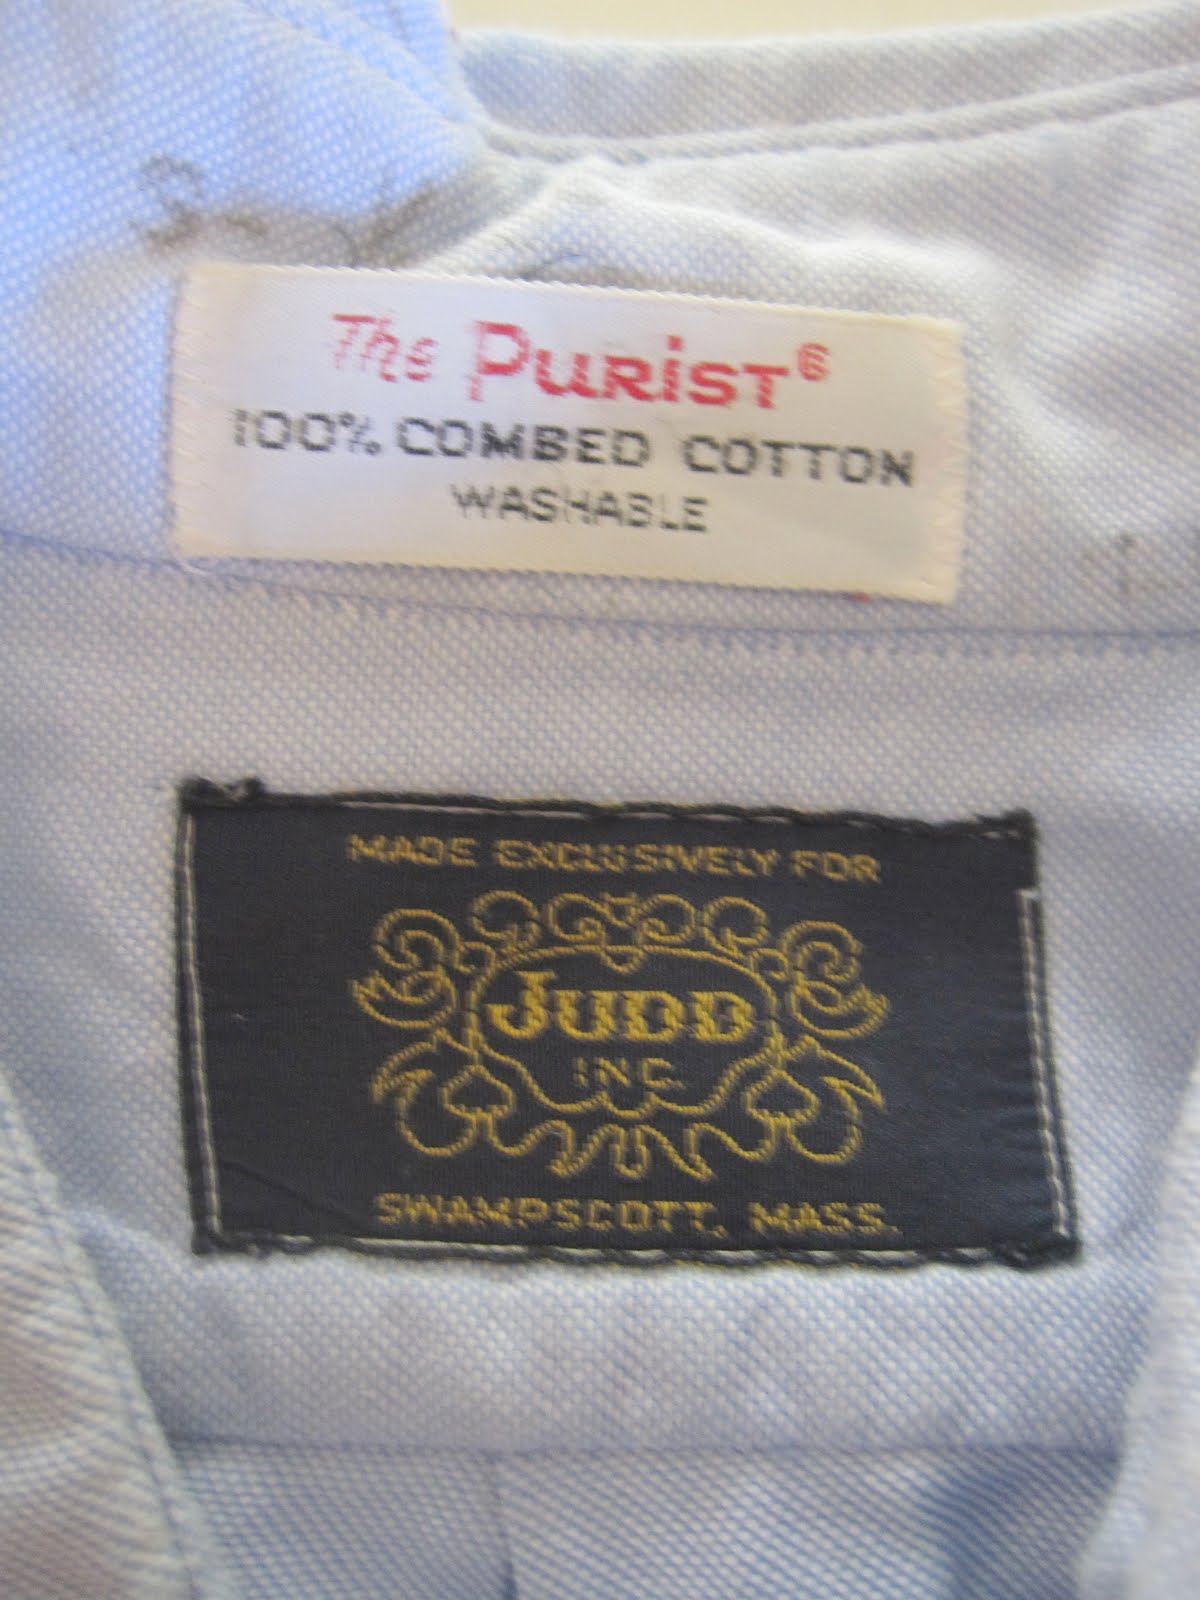 The PURiST®
100% COMBED COTTON
WASHABLE
MADE EXCLUSIVELY FOR
JUDD
INC.
SWAMPSCOTT, MASS.